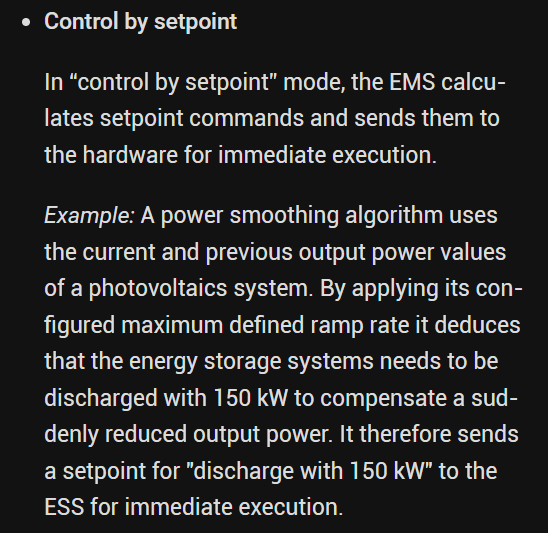 • Control by setpoint
In “control by setpoint” mode, the EMS calcu-
lates setpoint commands and sends them to
the hardware for immediate execution.
Example: A power smoothing algorithm uses
the current and previous output power values
of a photovoltaics system. By applying its con-
figured maximum defined ramp rate it deduces
that the energy storage systems needs to be
discharged with 150 kW to compensate a sud-
denly reduced output power. It therefore sends
a setpoint for "discharge with 150 kW" to the
ESS for immediate execution.